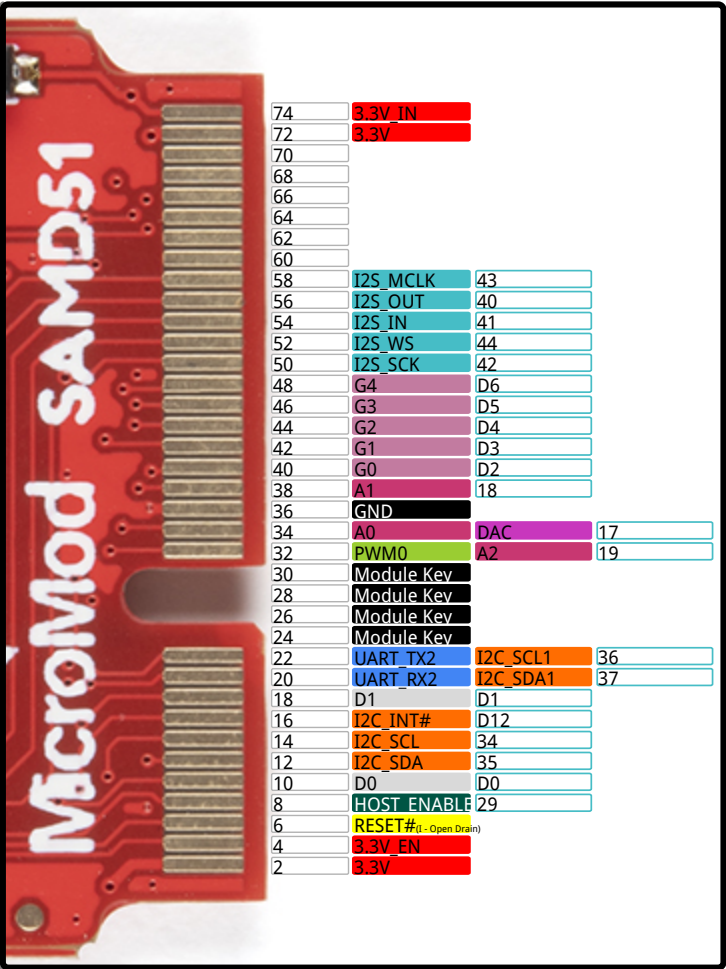 MicroMod SAMD51
74 3.3V_IN
72 3.3V
70
68
66
64
62
60
58 I2S_MCLK 43
56 I2S_OUT 40
54 I2S_IN 41
52 I2S_WS 44
50 I2S_SCK 42
48 G4 D6
46 G3 D5
44 G2 D4
42 G1 D3
40 G0 D2
38 A1 18
36 GND
34 A0 DAC 17
32 PWM0 A2 19
30 Module Key
28 Module Key
26 Module Key
24 Module Key
22 UART_TX2 I2C_SCL1 36
20 UART_RX2 I2C_SDA1 37
18 D1 D1
16 I2C_INT# D12
14 I2C_SCL 34
12 I2C_SDA 35
10 D0 D0
8 HOST_ENABLE 29
6 RESET#(I - Open Drain)
4 3.3V_EN
2 3.3V